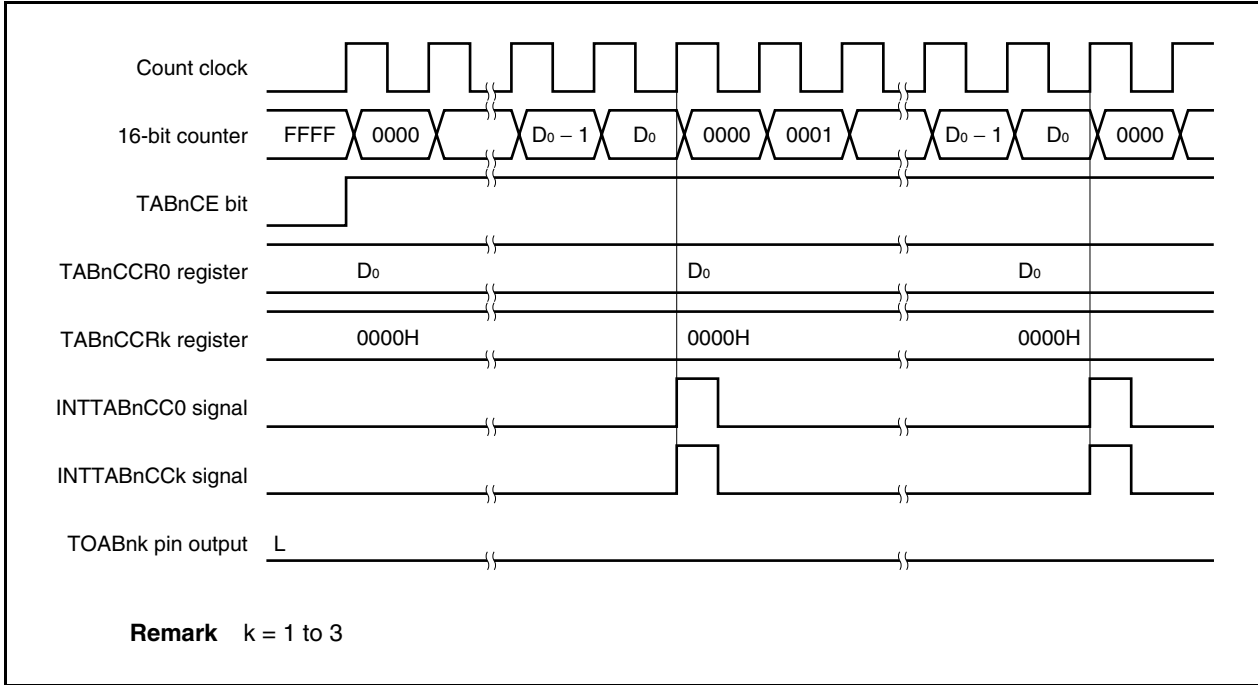 Count clock
16-bit counter FFFF 0000 D0 − 1 D0 0000 0001 D0 − 1 D0 0000
TABnCE bit
TABnCCR0 register D0 D0 D0
TABnCCRk register 0000H 0000H 0000H
INTTABnCC0 signal
INTTABnCCk signal
TOABnk pin output L
Remark k = 1 to 3